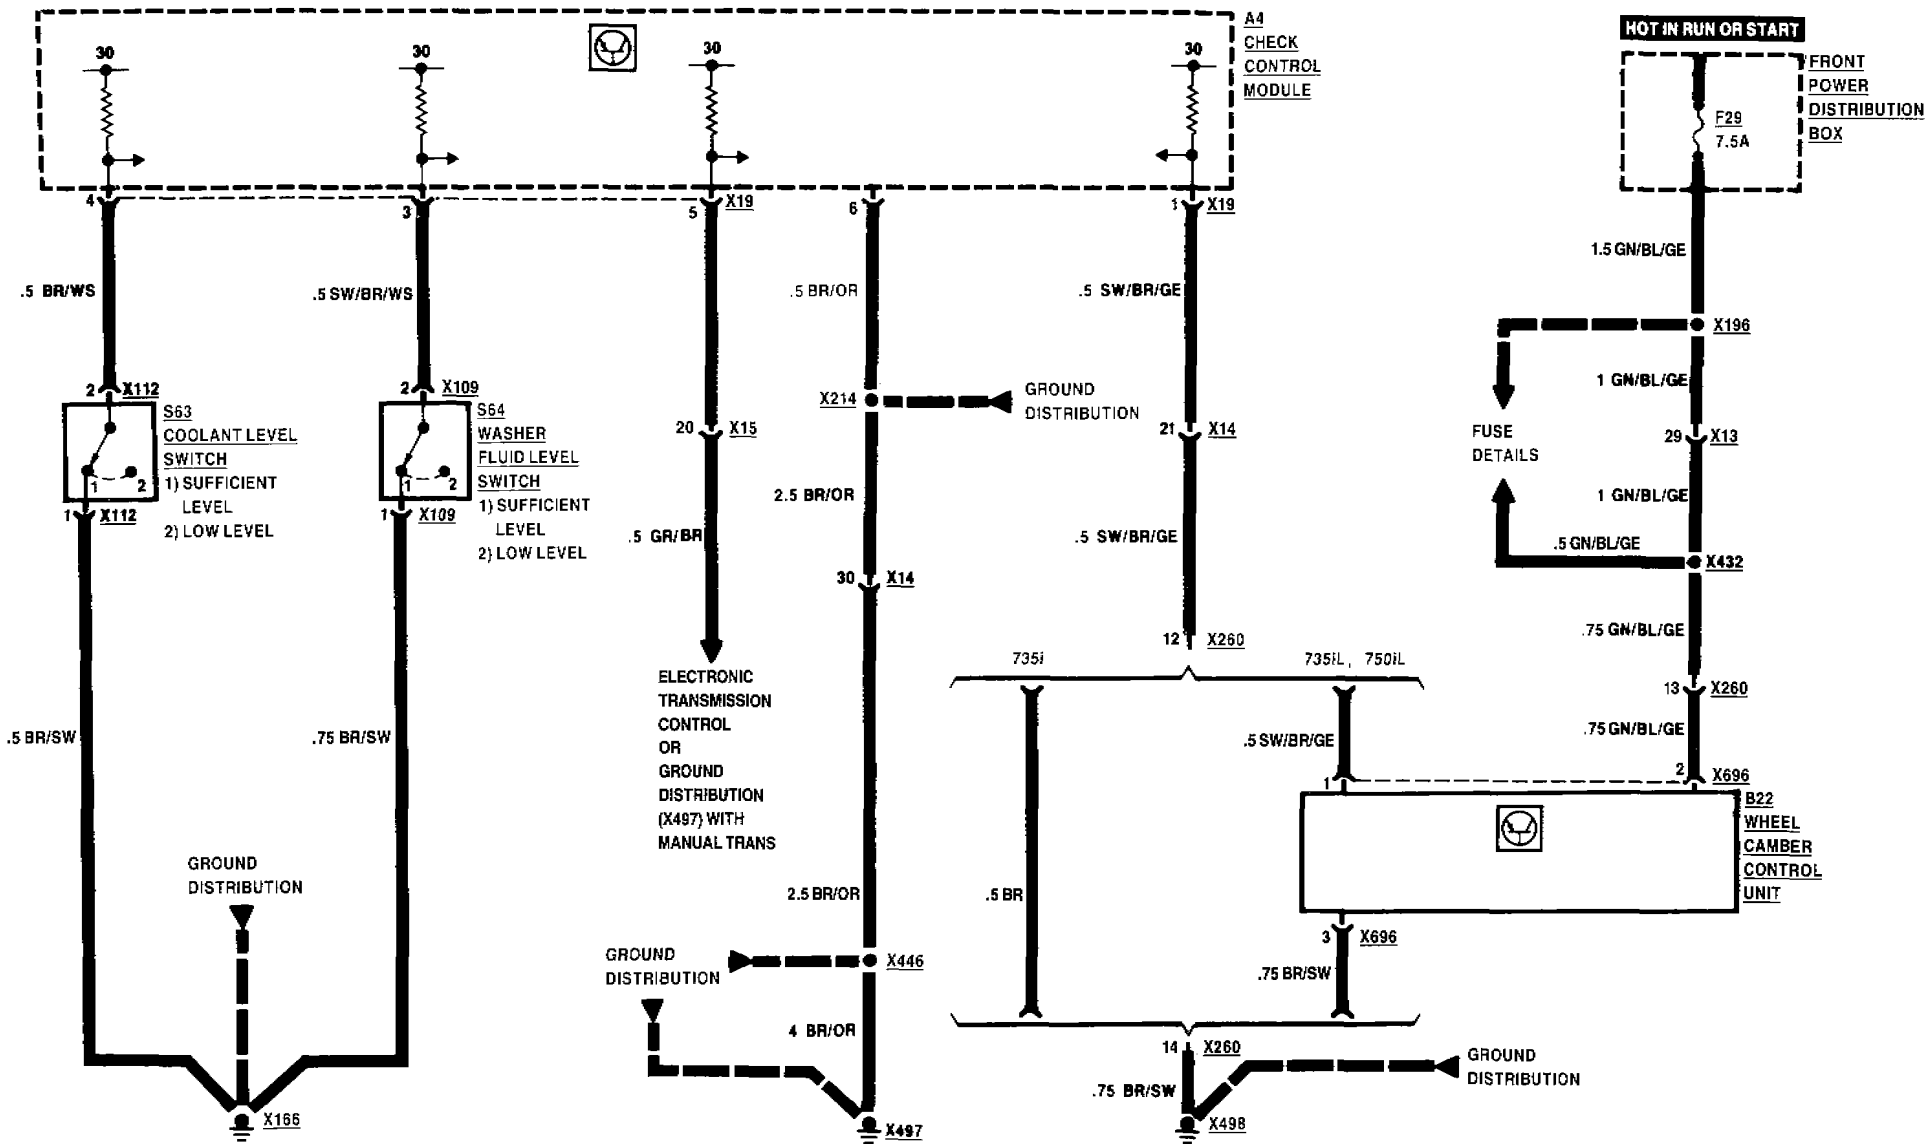 30
30
30
30
A4
CHECK
CONTROL
MODULE
HOT IN RUN OR START
FRONT
POWER
DISTRIBUTION
BOX
F29
7.5A
4
3
5
X19
6
1
X19
1.5 GN/BL/GE
.5 BR/WS
.5 SW/BR/WS
.5 BR/OR
.5 SW/BR/GE
X196
2
X112
2
X109
1 GN/BL/GE
S63
COOLANT LEVEL
SWITCH
1) SUFFICIENT
LEVEL
2) LOW LEVEL
1
2
S64
WASHER
FLUID LEVEL
SWITCH
1) SUFFICIENT
LEVEL
2) LOW LEVEL
1
2
X214
GROUND
DISTRIBUTION
20
X15
21
X14
29
X13
FUSE
DETAILS
1
X112
1
X109
2.5 BR/OR
1 GN/BL/GE
.5 GR/BR
.5 SW/BR/GE
.5 GN/BL/GE
X432
30
X14
12
X260
.75 GN/BL/GE
735i
735iL, 750iL
ELECTRONIC
TRANSMISSION
CONTROL
OR
GROUND
DISTRIBUTION
(X497) WITH
MANUAL TRANS
13
X260
.5 BR/SW
.75 BR/SW
.5 SW/BR/GE
.75 GN/BL/GE
1
2
X696
B22
WHEEL
CAMBER
CONTROL
UNIT
GROUND
DISTRIBUTION
2.5 BR/OR
.5 BR
3
X696
GROUND
DISTRIBUTION
X446
.75 BR/SW
4 BR/OR
14
X260
GROUND
DISTRIBUTION
.75 BR/SW
X166
X497
X498